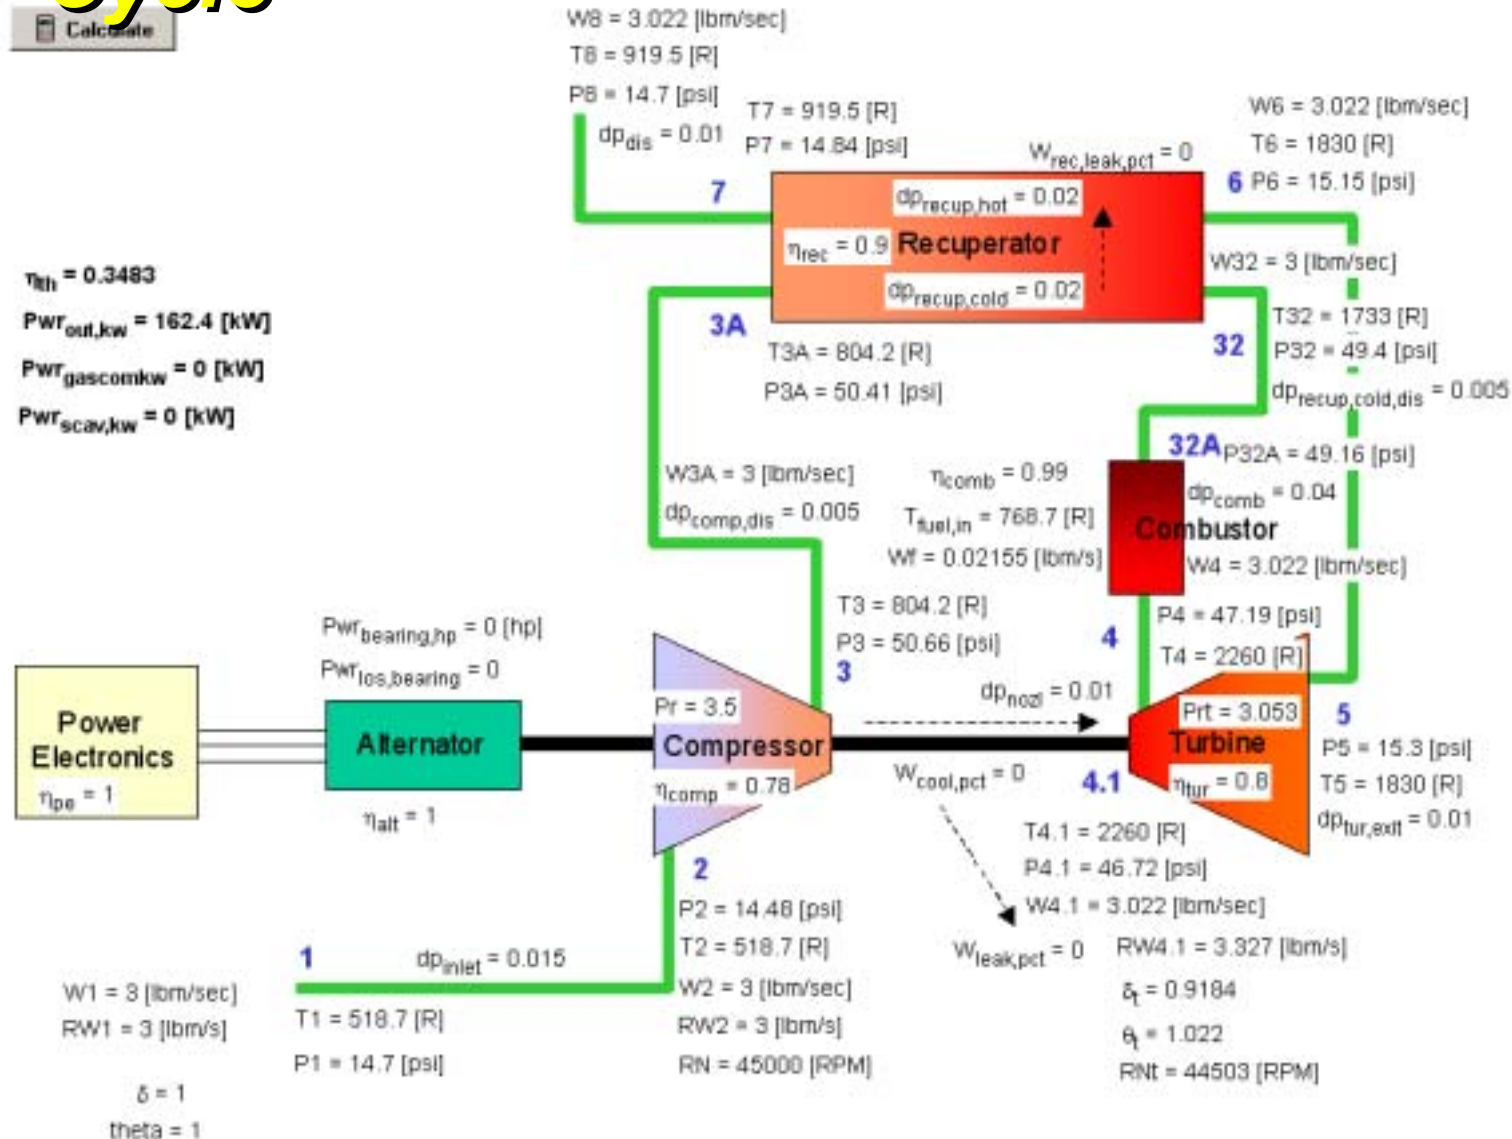 Cycle
Calculate
W8 = 3.022 [lbm/sec]
T8 = 919.5 [R]
P8 = 14.7 [psi]
dp_dis = 0.01
T7 = 919.5 [R]
P7 = 14.84 [psi]
W_rec,leak,pct = 0
W6 = 3.022 [lbm/sec]
T6 = 1830 [R]
P6 = 15.15 [psi]
7
6
dp_recup,hot = 0.02
η_rec = 0.9
Recuperator
dp_recup,cold = 0.02
η_th = 0.3483
Pwr_out,kw = 162.4 [kW]
Pwr_gascomkw = 0 [kW]
Pwr_scav,kw = 0 [kW]
3A
T3A = 804.2 [R]
P3A = 50.41 [psi]
W32 = 3 [lbm/sec]
32
T32 = 1733 [R]
P32 = 49.4 [psi]
dp_recup,cold,dis = 0.005
32A
P32A = 49.16 [psi]
W3A = 3 [lbm/sec]
dp_comp,dis = 0.005
η_comb = 0.99
T_fuel,in = 768.7 [R]
Wf = 0.02155 [lbm/s]
dp_comb = 0.04
Combustor
W4 = 3.022 [lbm/sec]
T3 = 804.2 [R]
P3 = 50.66 [psi]
3
4
P4 = 47.19 [psi]
T4 = 2260 [R]
Pwr_bearing,hp = 0 [hp]
Pwr_los,bearing = 0
Power
Electronics
η_pe = 1
Alternator
η_alt = 1
Pr = 3.5
Compressor
η_comp = 0.78
dp_nozl = 0.01
Prt = 3.053
Turbine
η_tur = 0.8
5
P5 = 15.3 [psi]
T5 = 1830 [R]
dp_tur,exit = 0.01
W_cool,pct = 0
4.1
T4.1 = 2260 [R]
P4.1 = 46.72 [psi]
W4.1 = 3.022 [lbm/sec]
W_leak,pct = 0
RW4.1 = 3.327 [lbm/s]
δ_t = 0.9184
θ_t = 1.022
RNt = 44503 [RPM]
2
P2 = 14.48 [psi]
T2 = 518.7 [R]
W2 = 3 [lbm/sec]
RW2 = 3 [lbm/s]
RN = 45000 [RPM]
1
dp_inlet = 0.015
W1 = 3 [lbm/sec]
RW1 = 3 [lbm/s]
T1 = 518.7 [R]
P1 = 14.7 [psi]
δ = 1
theta = 1